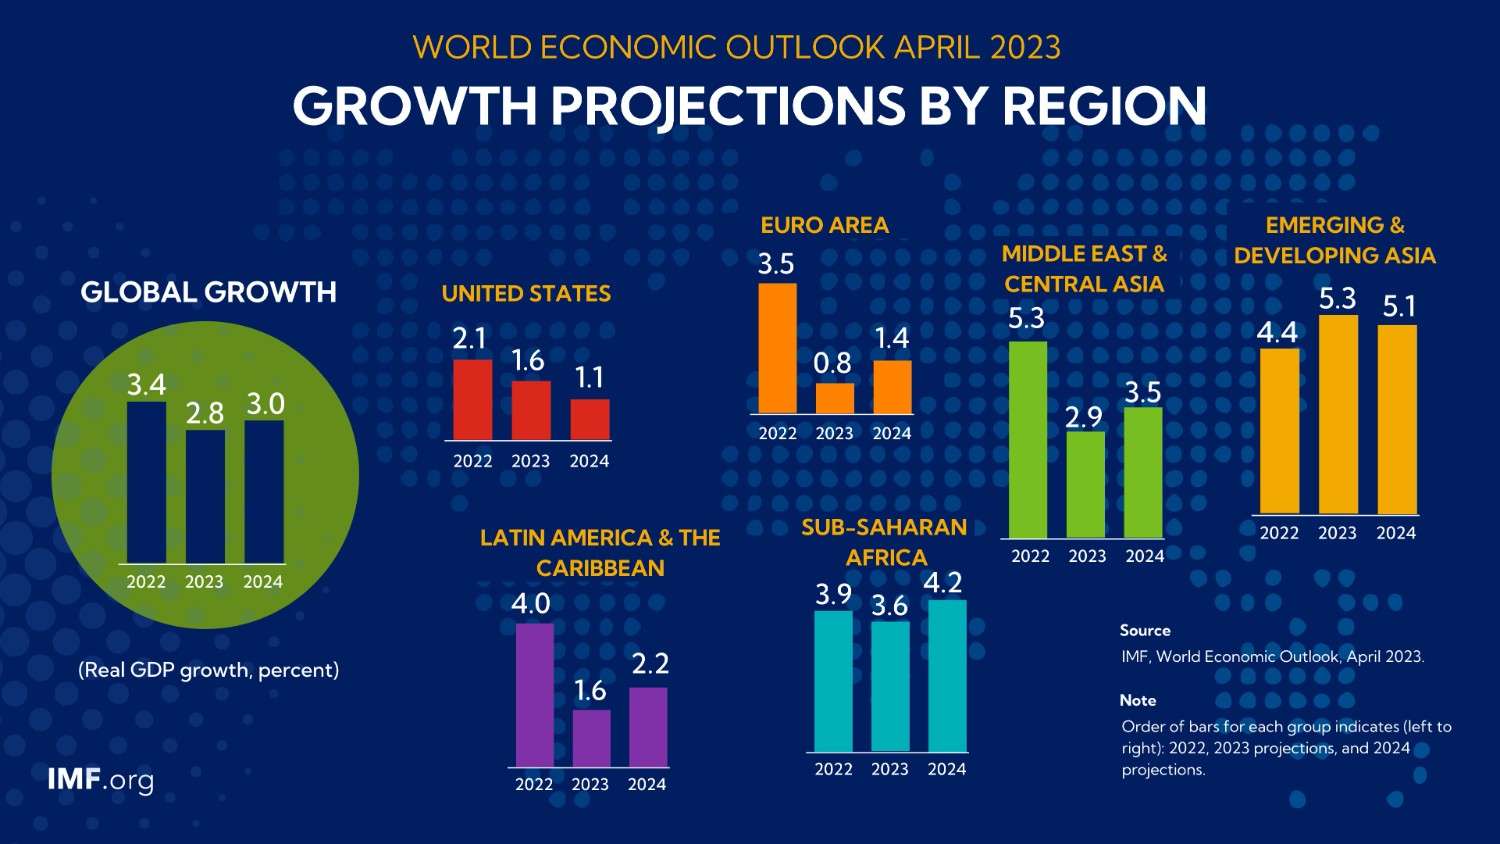 WORLD ECONOMIC OUTLOOK APRIL 2023
GROWTH PROJECTIONS BY REGION
GLOBAL GROWTH
3.4 2.8 3.0
2022 2023 2024
(Real GDP growth, percent)
UNITED STATES
2.1 1.6 1.1
2022 2023 2024
EURO AREA
3.5 0.8 1.4
2022 2023 2024
MIDDLE EAST &
CENTRAL ASIA
5.3 2.9 3.5
2022 2023 2024
EMERGING &
DEVELOPING ASIA
4.4 5.3 5.1
2022 2023 2024
LATIN AMERICA & THE
CARIBBEAN
4.0 1.6 2.2
2022 2023 2024
SUB-SAHARAN
AFRICA
3.9 3.6 4.2
2022 2023 2024
Source
IMF, World Economic Outlook, April 2023.
Note
Order of bars for each group indicates (left to
right): 2022, 2023 projections, and 2024
projections.
IMF.org